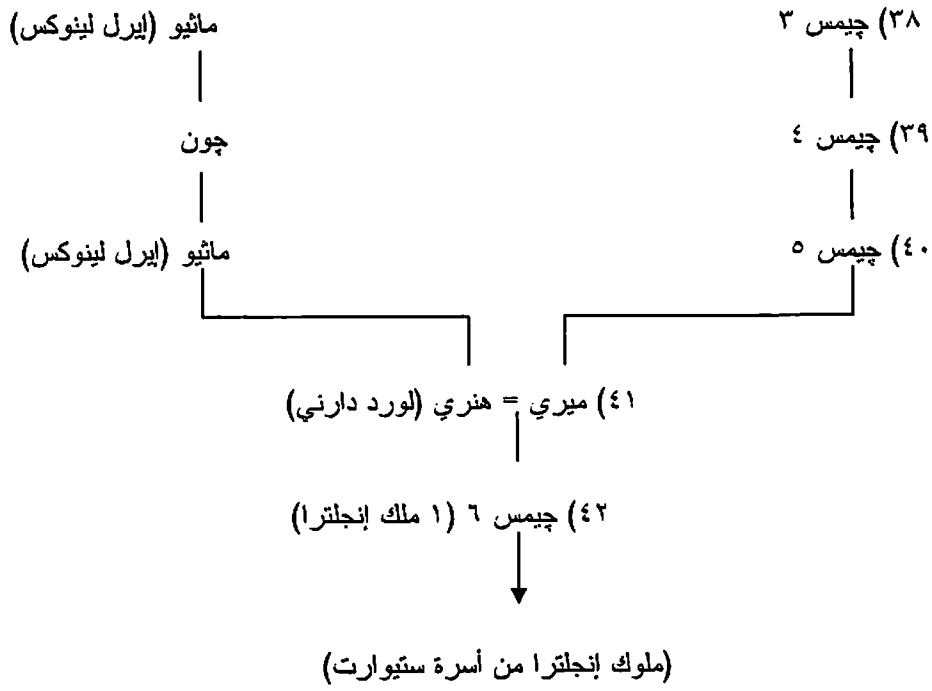 ٣٨) چيمس ٣
ماثيو (إيرل لينوكس)
٣٩) چيمس ٤
چون
٤٠) چيمس ٥
ماثيو (إيرل لينوكس)
٤١) ميري = هنري (لورد دارني)
٤٢) چيمس ٦ (١ ملك إنجلترا)
(ملوك إنجلترا من أسرة ستيوارت)